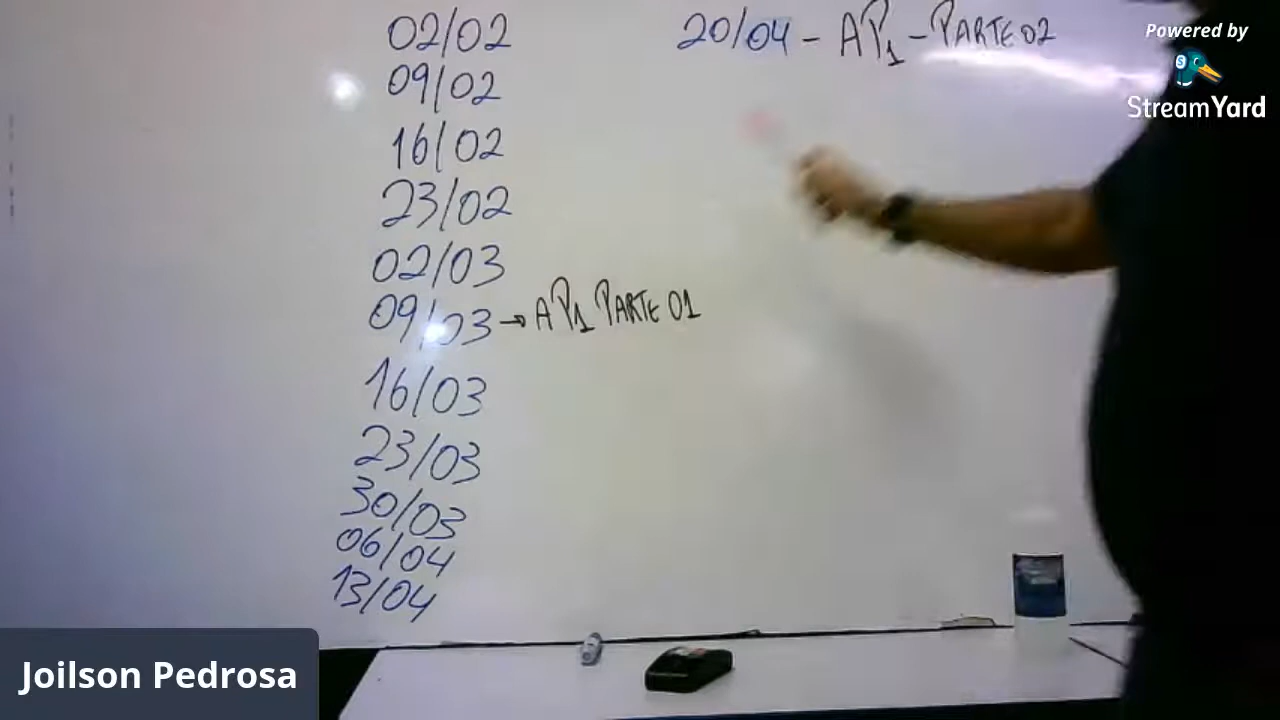 02/02
09/02
16/02
23/02
02/03
09/03 → AP1 PARTE 01
16/03
23/03
30/03
06/04
13/04
20/04 - AP1 - PARTE 02
Powered by
StreamYard
Joilson Pedrosa